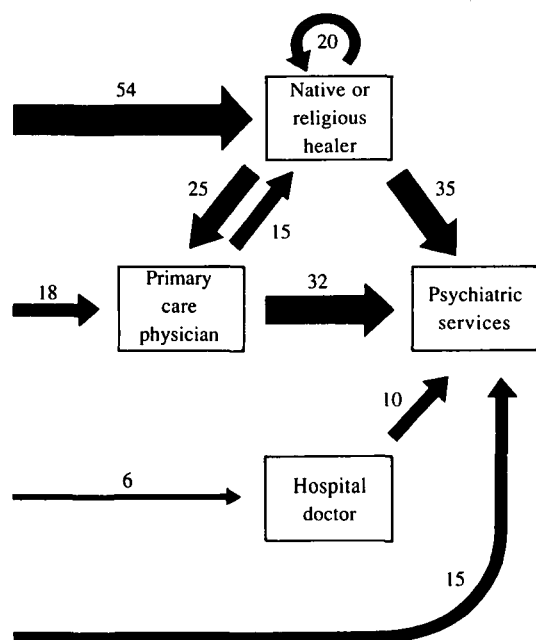 20
54
Native or
religious
healer
25
15
35
18
Primary
care
physician
32
Psychiatric
services
10
6
Hospital
doctor
15